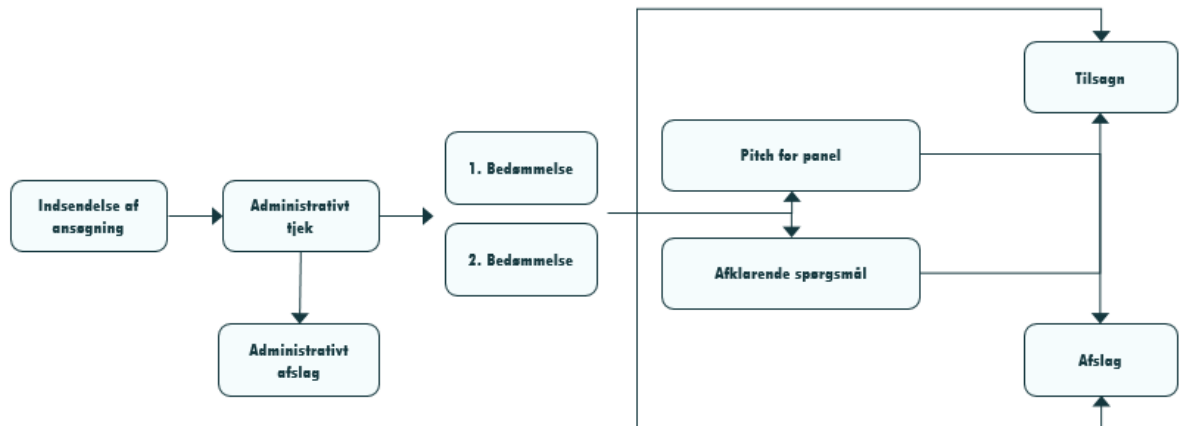 Indsendelse af
ansøgning
Administrativt
tjek
Administrativt
afslag
1. Bedømmelse
2. Bedømmelse
Pitch for panel
Afklarende spørgsmål
Tilsagn
Afslag